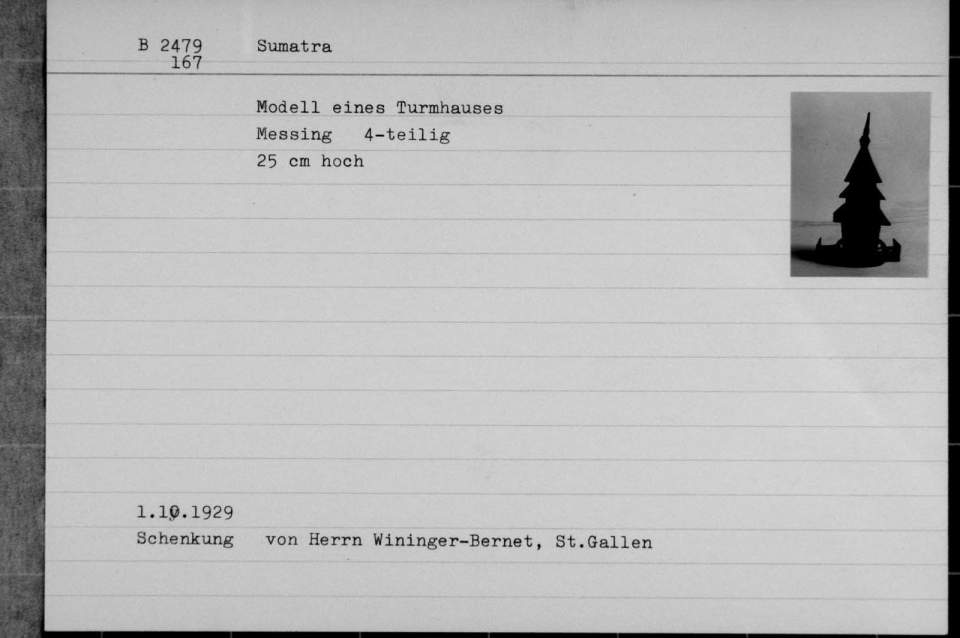 B 2479 Sumatra
167
Modell eines Turmhauses
Messing 4-teilig
25 cm hoch
1.10.1929
Schenkung von Herrn Wininger-Bernet, St.Gallen